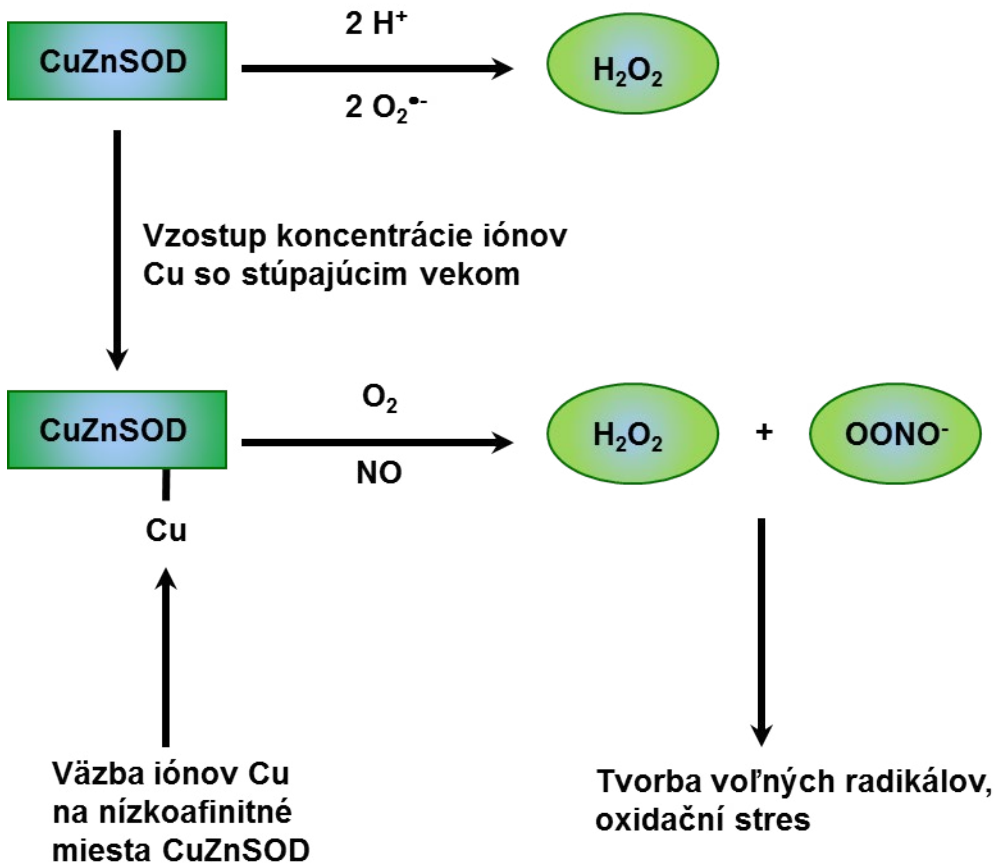 CuZnSOD
2 H⁺
2 O₂•⁻
H₂O₂
Vzostup koncentrácie iónov
Cu so stúpajúcim vekom
CuZnSOD
O₂
NO
H₂O₂
+
OONO⁻
Cu
Väzba iónov Cu
na nízkoafinitné
miesta CuZnSOD
Tvorba voľných radikálov,
oxidační stres